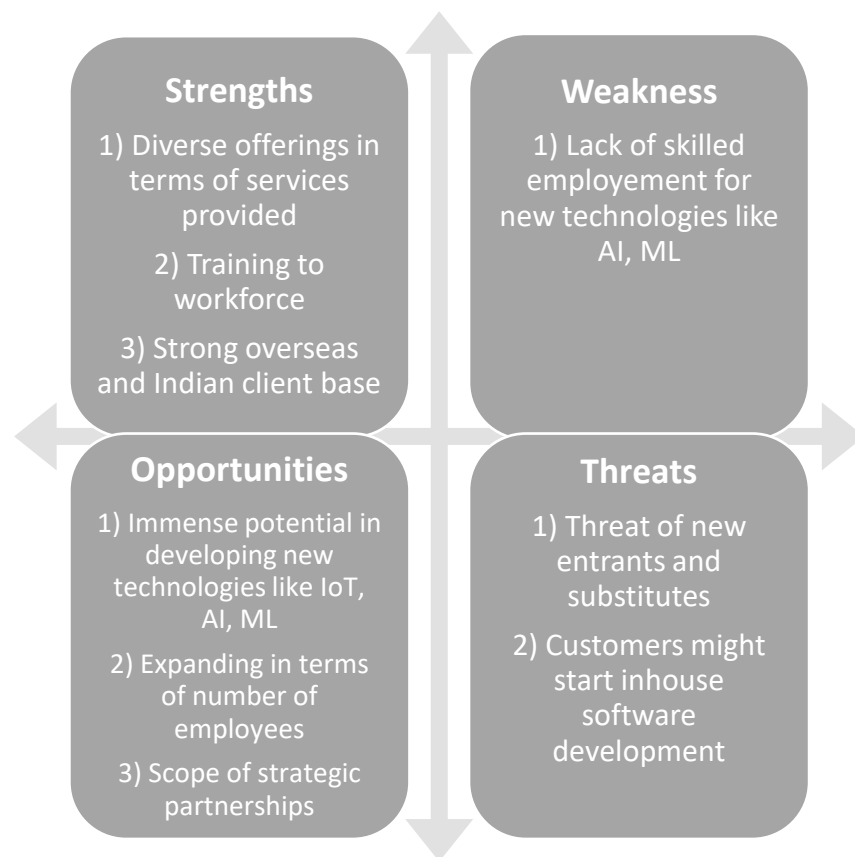 Strengths
1) Diverse offerings in
terms of services
provided
2) Training to
workforce
3) Strong overseas
and Indian client base
Weakness
1) Lack of skilled
employement for
new technologies like
AI, ML
Opportunities
1) Immense potential in
developing new
technologies like IoT,
AI, ML
2) Expanding in terms
of number of
employees
3) Scope of strategic
partnerships
Threats
1) Threat of new
entrants and
substitutes
2) Customers might
start inhouse
software
development